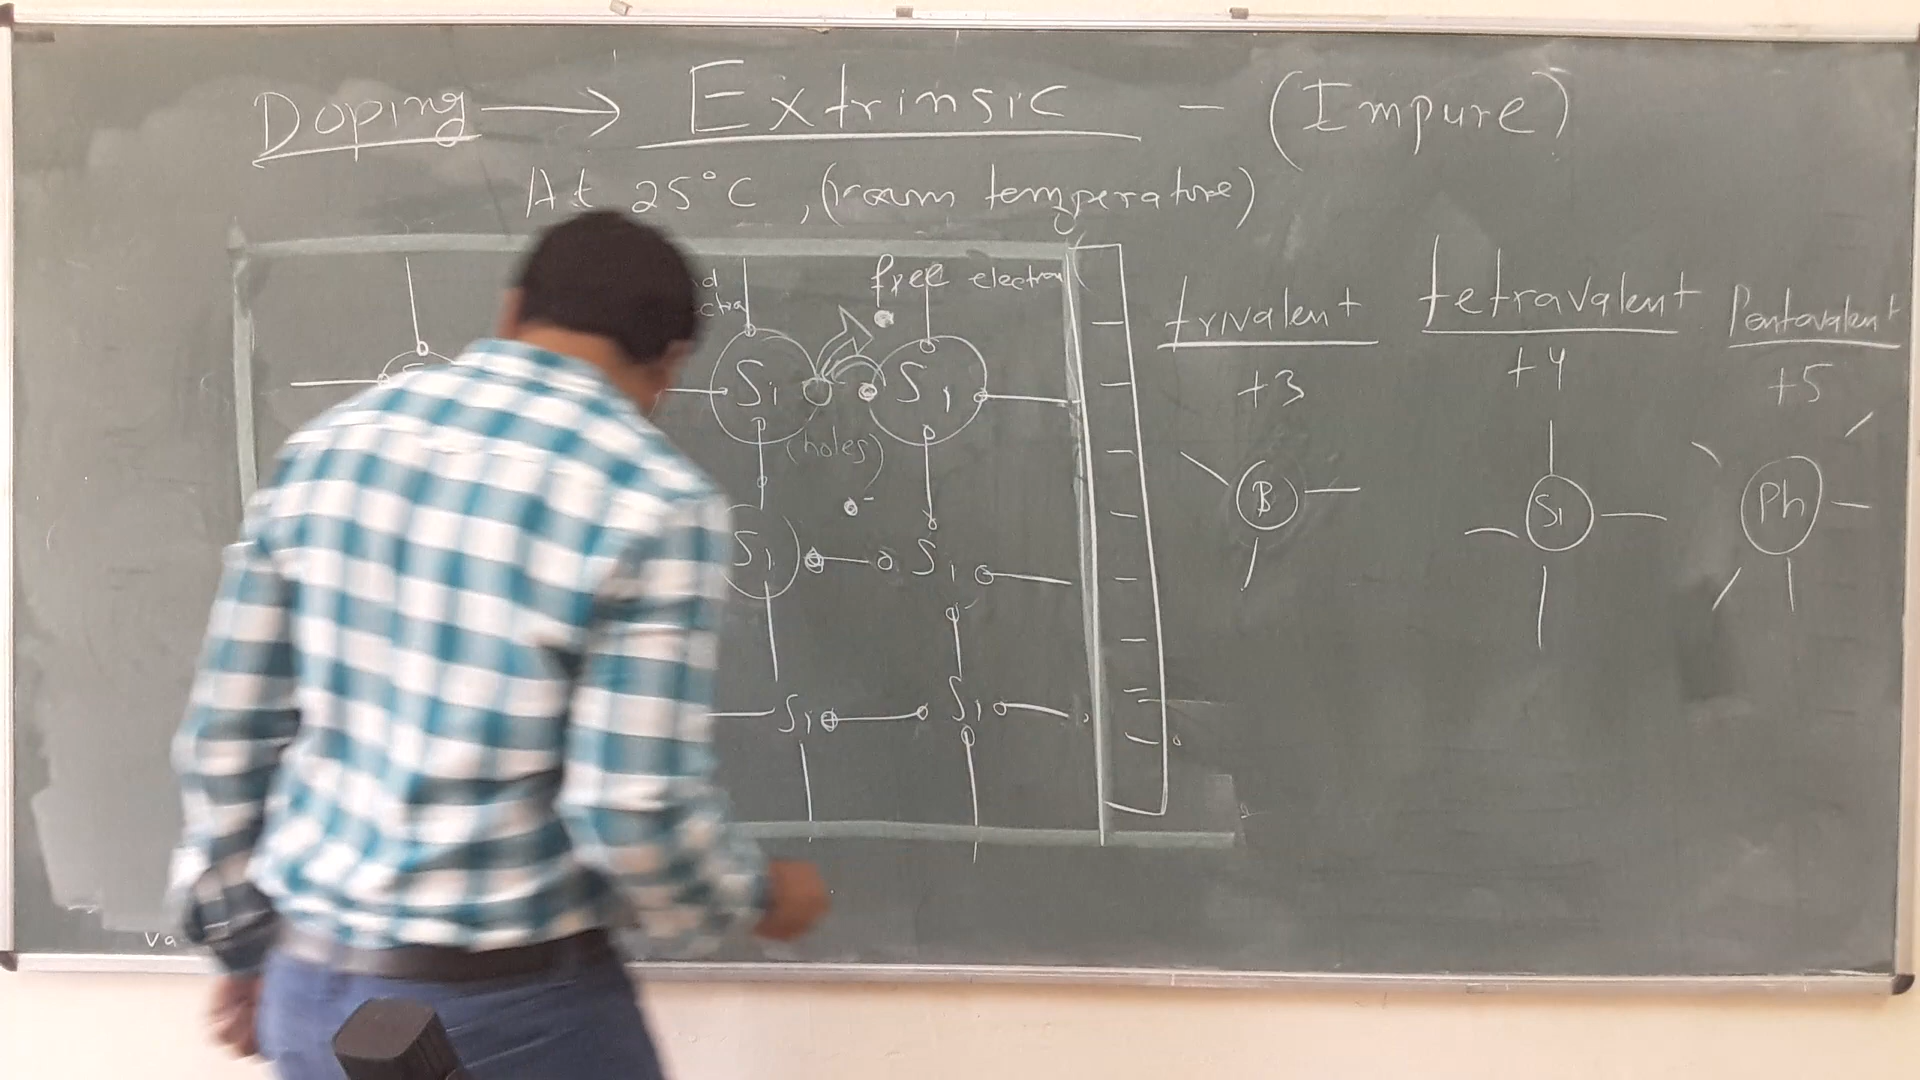 Doping → Extrinsic - (Impure)
At 25°C, (room temperature)
free electron
trivalent tetravalent Pentavalent
+3 +4 +5
Si Si
(holes)
B Si Ph
Si Si
Si Si